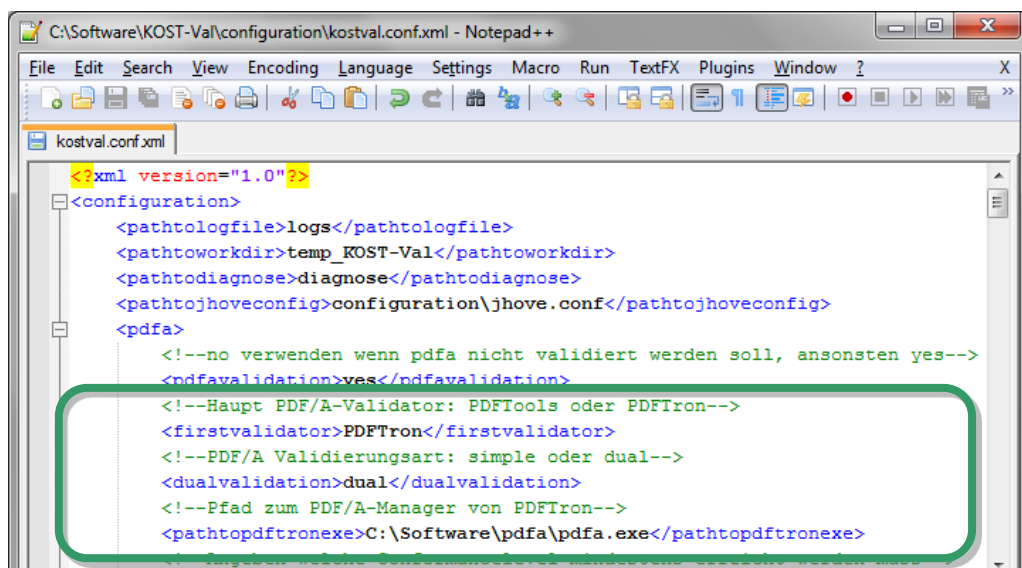 C:\Software\KOST-Val\configuration\kostval.conf.xml - Notepad++
File Edit Search View Encoding Language Settings Macro Run TextFX Plugins Window ? X
kostval.conf.xml
<?xml version="1.0"?>
<configuration>
<pathtologfile>logs</pathtologfile>
<pathtoworkdir>temp_KOST-Val</pathtoworkdir>
<pathtodiagnose>diagnose</pathtodiagnose>
<pathtojhoveconfig>configuration\jhove.conf</pathtojhoveconfig>
<pdfa>
<!--no verwenden wenn pdfa nicht validiert werden soll, ansonsten yes-->
<pdfavalidation>yes</pdfavalidation>
<!--Haupt PDF/A-Validator: PDFTools oder PDFTron-->
<firstvalidator>PDFTron</firstvalidator>
<!--PDF/A Validierungsart: simple oder dual-->
<dualvalidation>dual</dualvalidation>
<!--Pfad zum PDF/A-Manager von PDFTron-->
<pathtopdftronexe>C:\Software\pdfa\pdfa.exe</pathtopdftronexe>